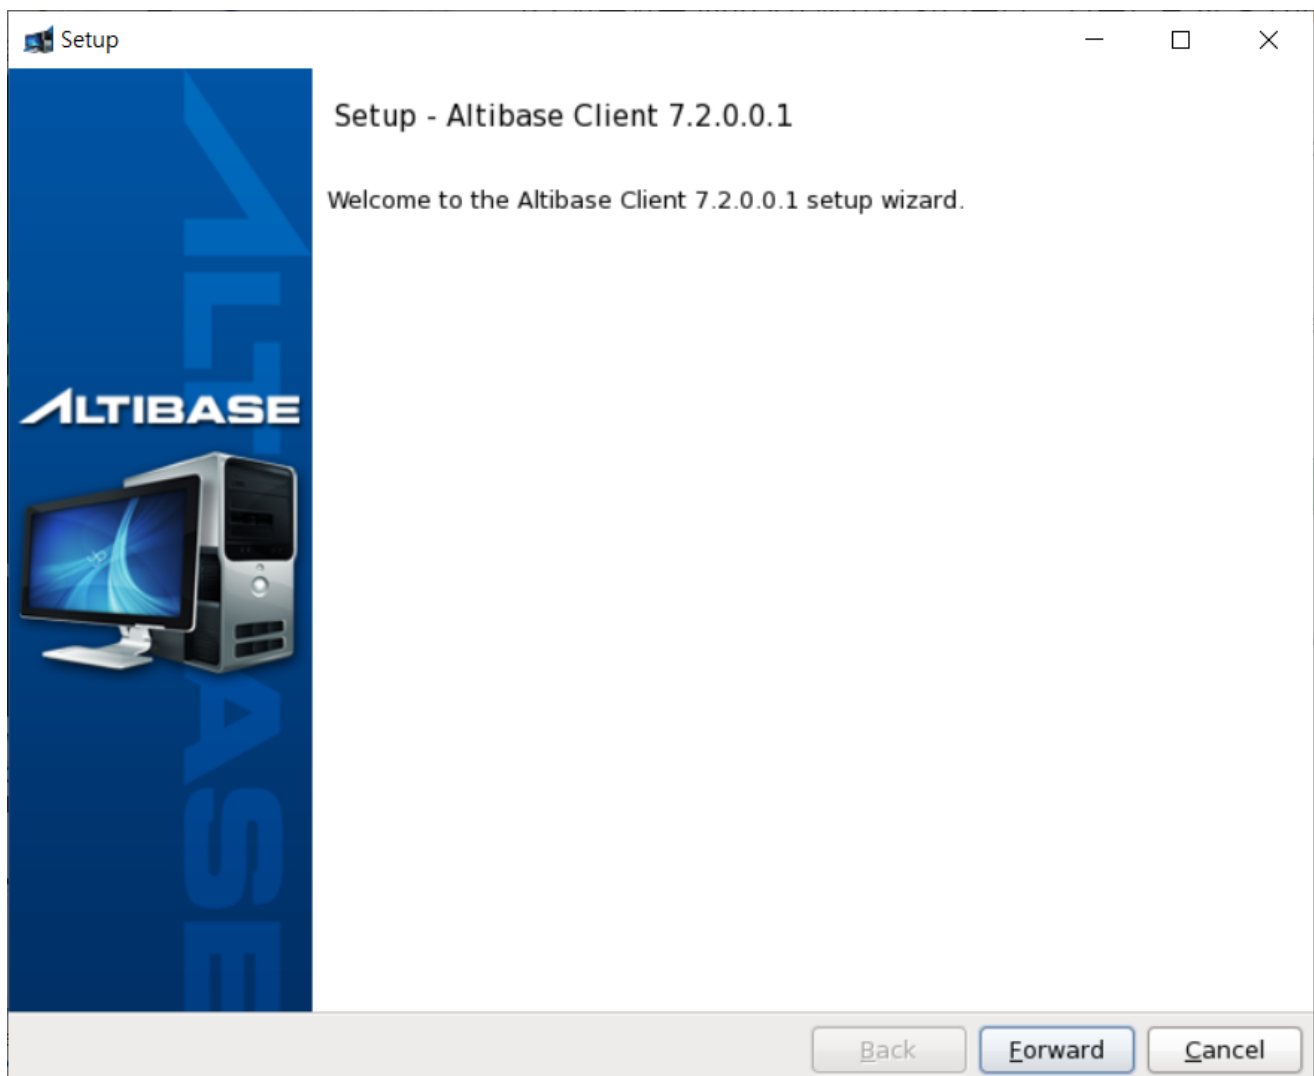 Setup
Setup - Altibase Client 7.2.0.0.1
Welcome to the Altibase Client 7.2.0.0.1 setup wizard.
ALTIBASE
ALTIBASE
Back
Forward
Cancel